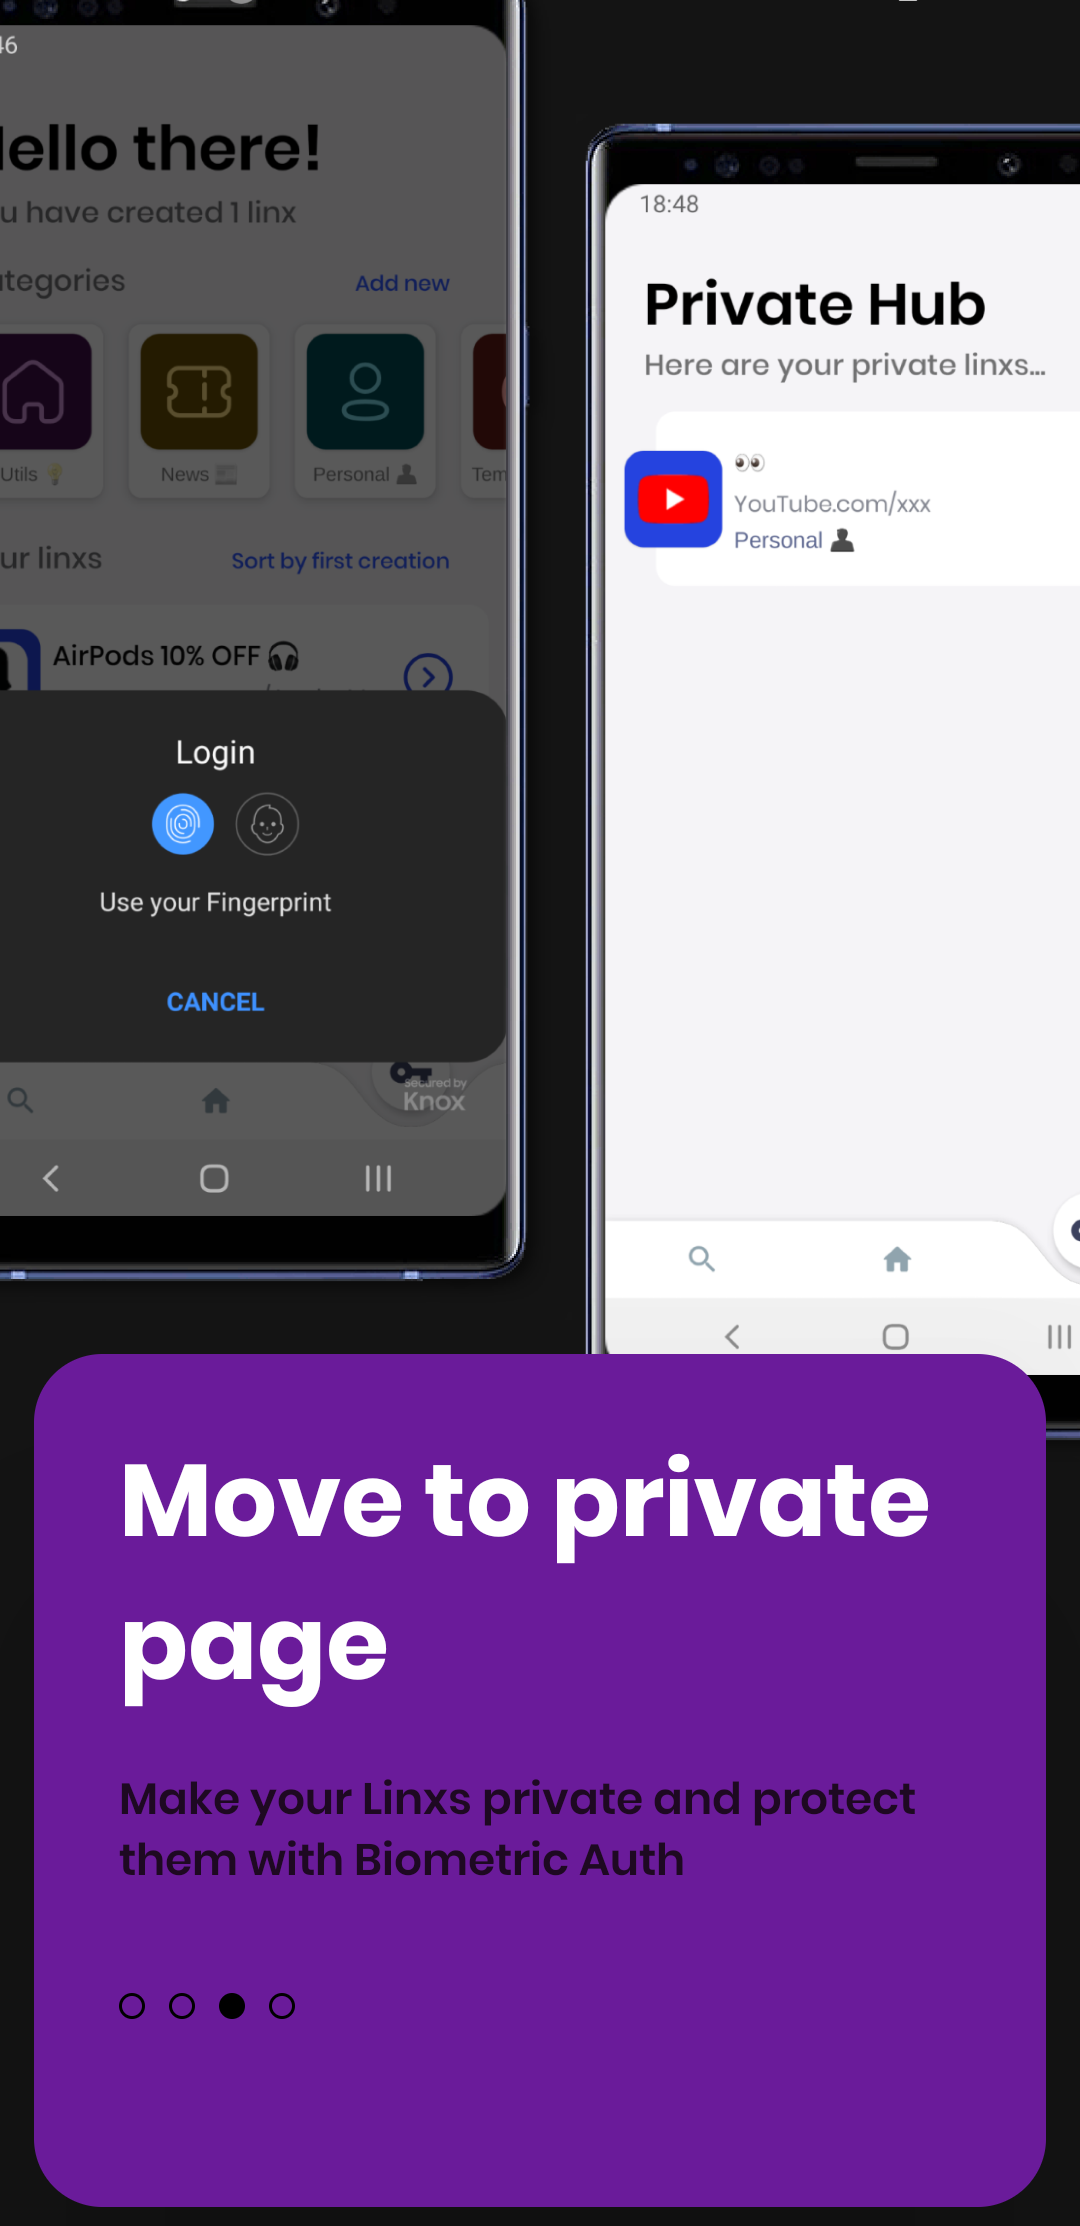 46
ello there!
u have created 1 linx
tegories
Add new
Utils 💡
News 📰
Personal 👤
Tem
ur linxs
Sort by first creation
AirPods 10% OFF 🎧
Login
Use your Fingerprint
CANCEL
Secured by
Knox
18:48
Private Hub
Here are your private linxs...
👀
YouTube.com/xxx
Personal 👤
Move to private
page
Make your Linxs private and protect
them with Biometric Auth